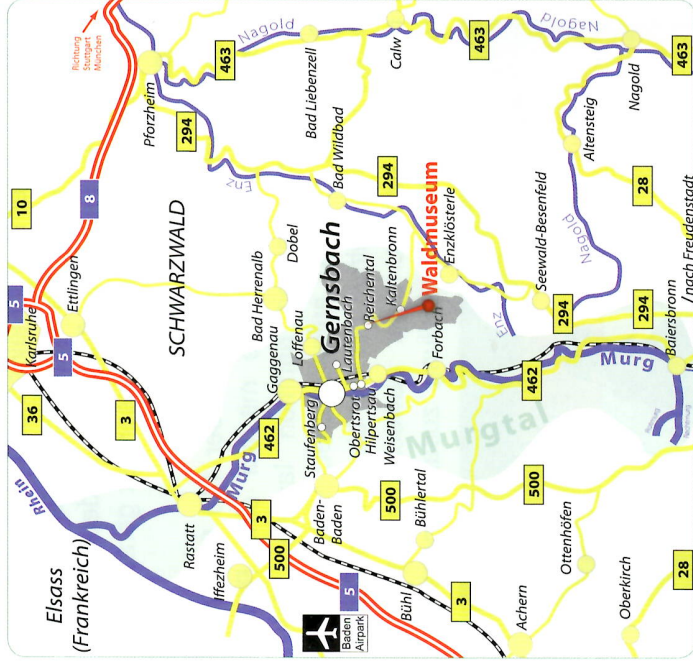 Richtung
Stuttgart
München
Nagold
Nagold
463
463
463
Calw
Bad Liebenzell
Nagold
Pforzheim
294
Altensteig
10
Bad Wildbad
294
28
8
Enz
SCHWARZWALD
Enzklösterle
Nagold
Dobel
Waldmuseum
Seewald-Besenfeld
5
Ettlingen
Bad Herrenalb
Gernsbach
Kaltenbronn
294
294
/nach Freudenstadt
Loffenau
Reichental
Enz
Karlsruhe
5
Gaggenau
Lautenbach
Forbach
Baiersbronn
Murg
36
3
462
Staufenberg
Obertsrot
Hilpertsau
Weisenbach
462
Murgtal
Rhein
Murg
Baden-
Baden
500
500
Rastatt
3
500
Bühlertal
Ottenhöfen
Elsass
(Frankreich)
Iffezheim
5
Bühl
3
28
Baden
Airpark
Achern
Oberkirch